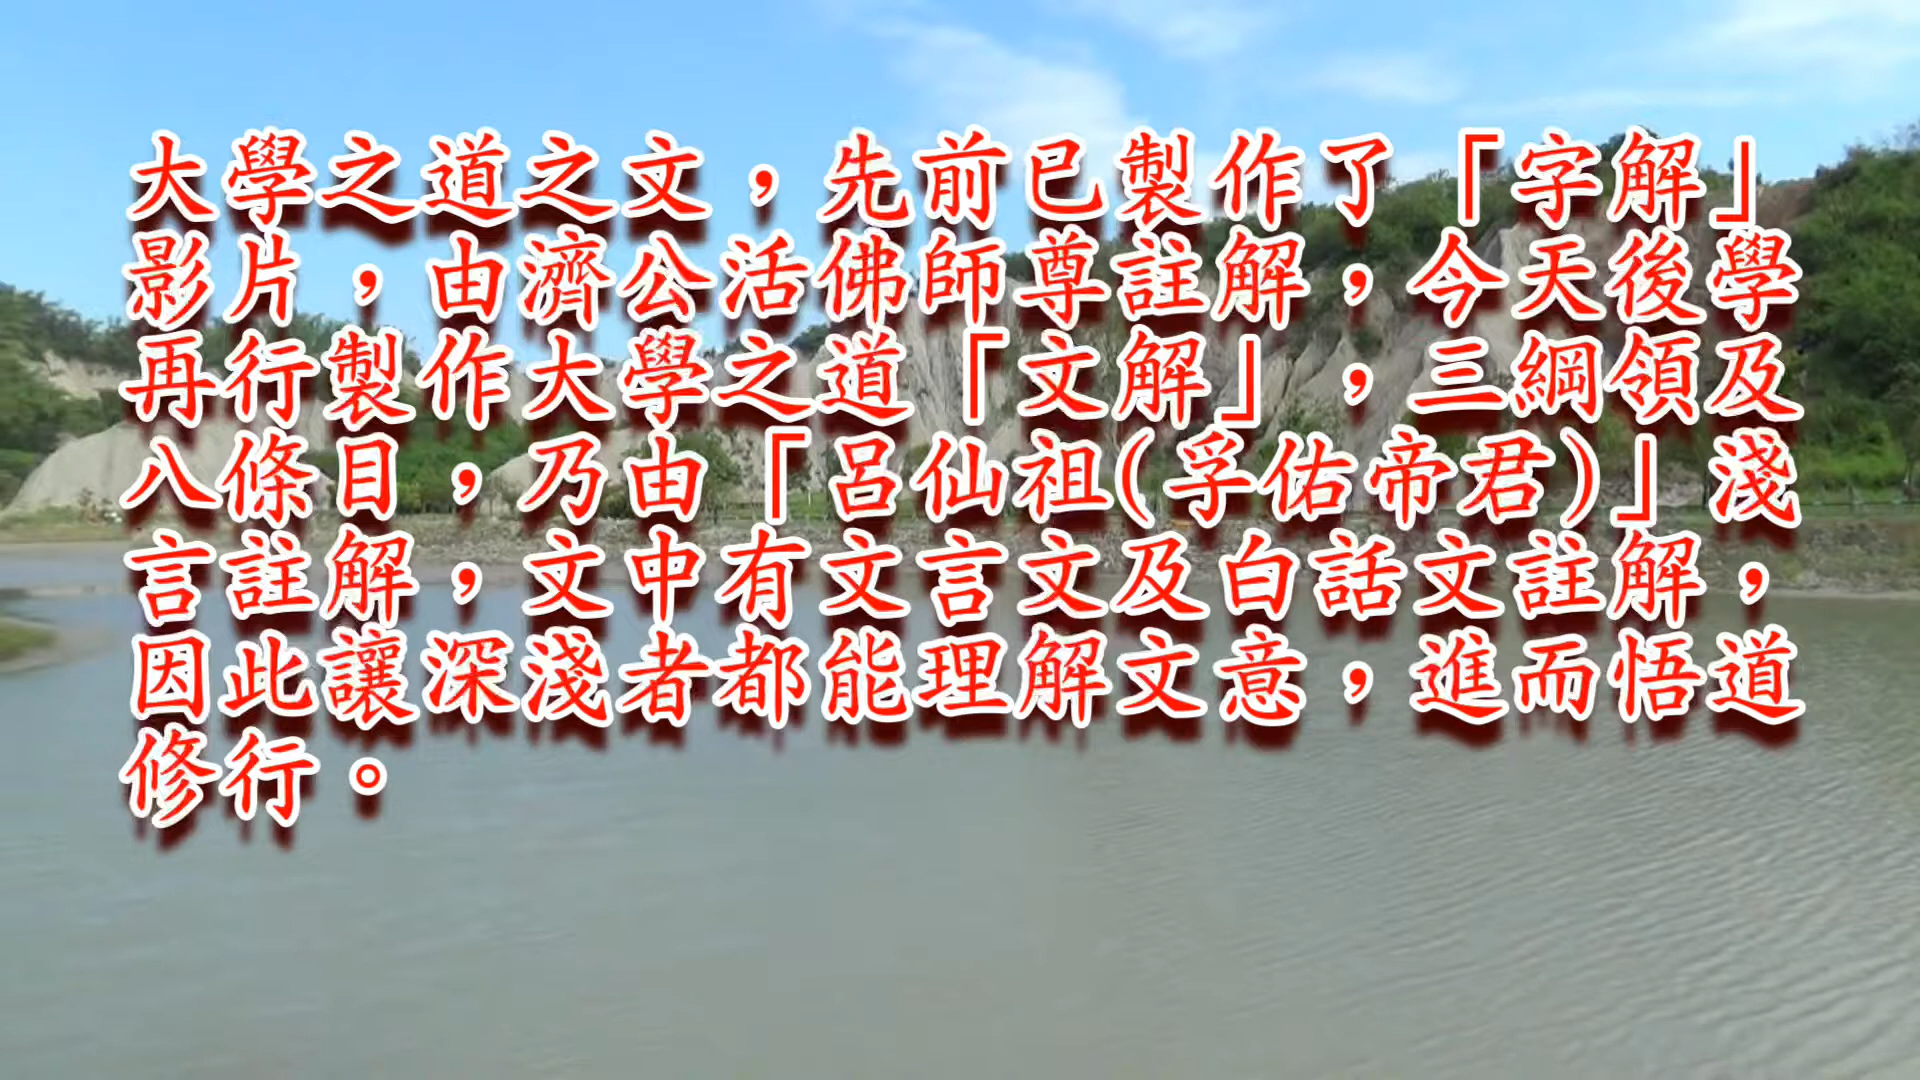 大學之道之文，先前已製作了「字解」
影片，由濟公活佛師尊註解，今天後學
再行製作大學之道「文解」，三綱領及
八條目，乃由「呂仙祖(孚佑帝君)」淺
言註解，文中有文言文及白話文註解，
因此讓深淺者都能理解文意，進而悟道
修行。